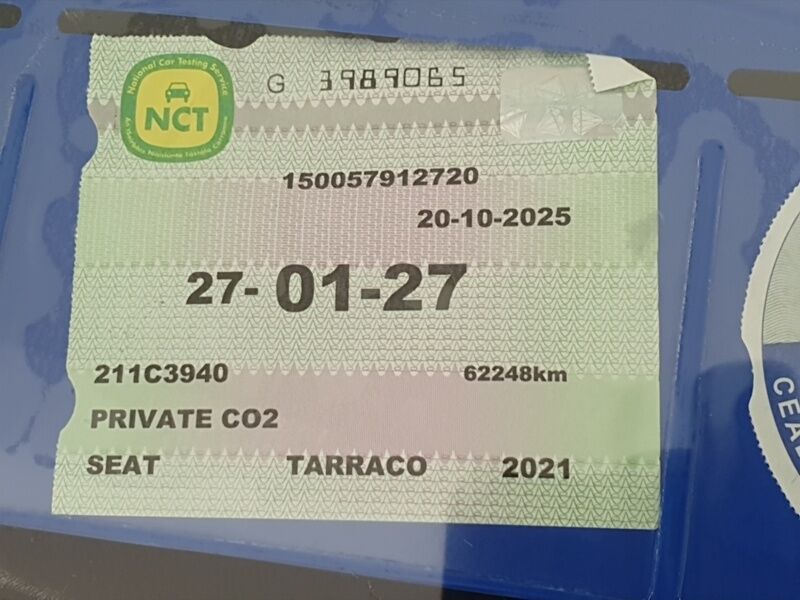 National Car Testing Service
NCT
G 3989065
150057912720
20-10-2025
27-01-27
211C3940 62248km
PRIVATE CO2
SEAT TARRACO 2021